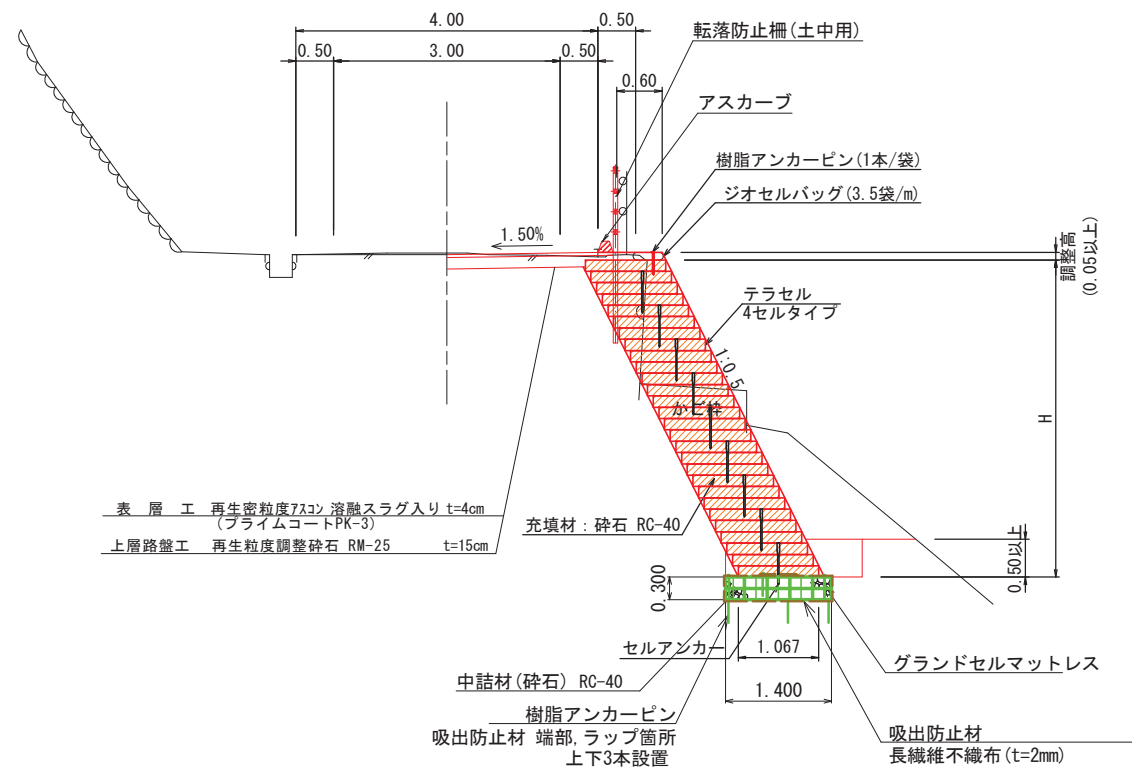 4.00
0.50
転落防止柵(土中用)
0.50
3.00
0.50
0.60
アスカーブ
樹脂アンカーピン(1本/袋)
ジオセルバッグ(3.5袋/m)
1.50%
調整高
(0.05以上)
テラセル
4セルタイプ
1:0.5
かご枠
H
表 層 工 再生密粒度アスコン 溶融スラグ入り t=4cm
(プライムコートPK-3)
上層路盤工 再生粒度調整砕石 RM-25 t=15cm
充填材：砕石 RC-40
0.50以上
0.300
セルアンカー
1.067
グランドセルマットレス
中詰材(砕石) RC-40
1.400
樹脂アンカーピン
吸出防止材 端部,ラップ箇所
上下3本設置
吸出防止材
長繊維不織布(t=2mm)